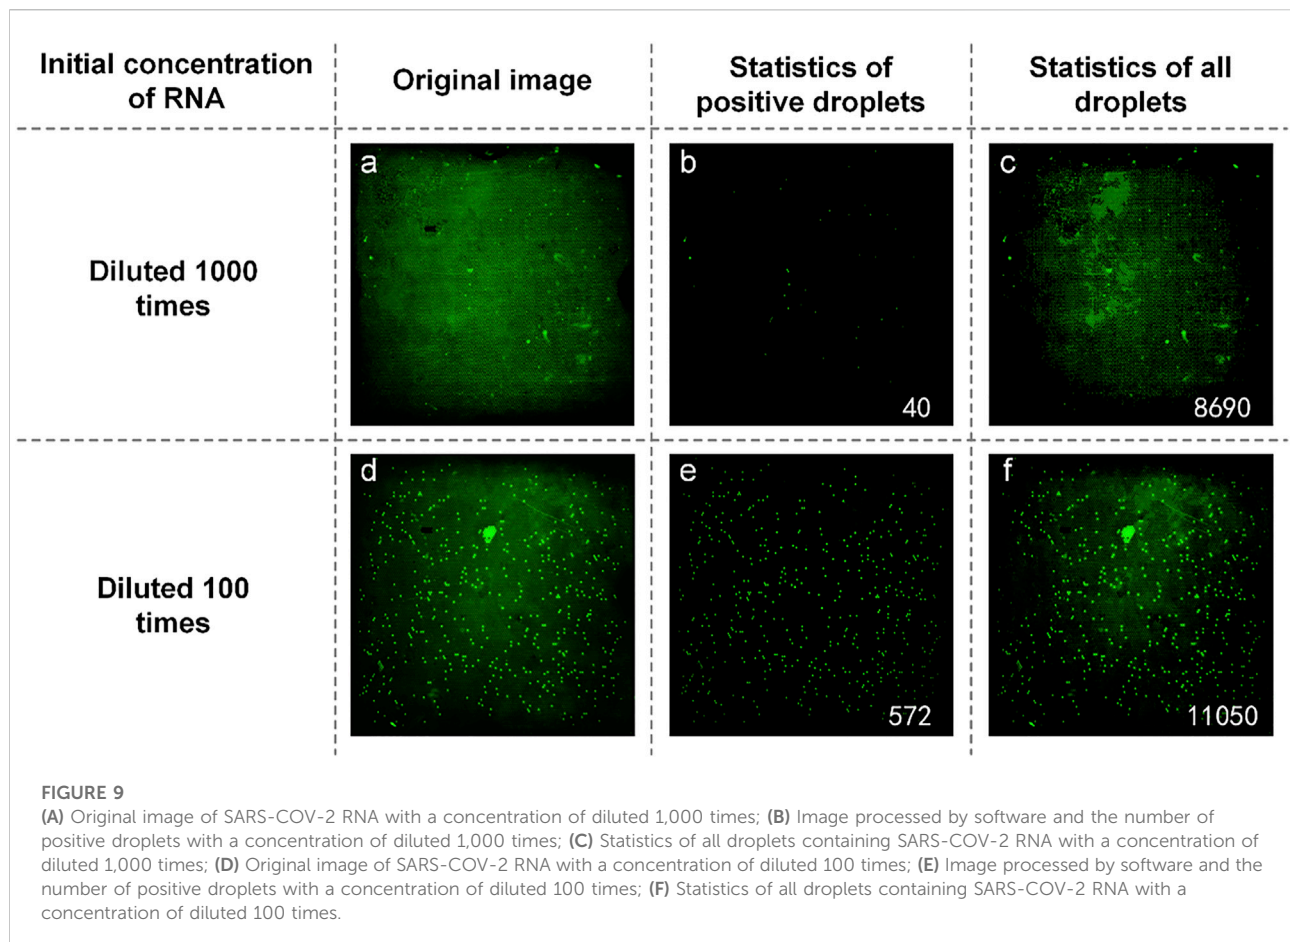 Initial concentration
of RNA
Original image
Statistics of
positive droplets
Statistics of all
droplets
Diluted 1000
times
a
b
40
c
8690
Diluted 100
times
d
e
572
f
11050
FIGURE 9
(A) Original image of SARS-COV-2 RNA with a concentration of diluted 1,000 times; (B) Image processed by software and the number of
positive droplets with a concentration of diluted 1,000 times; (C) Statistics of all droplets containing SARS-COV-2 RNA with a concentration of
diluted 1,000 times; (D) Original image of SARS-COV-2 RNA with a concentration of diluted 100 times; (E) Image processed by software and the
number of positive droplets with a concentration of diluted 100 times; (F) Statistics of all droplets containing SARS-COV-2 RNA with a
concentration of diluted 100 times.